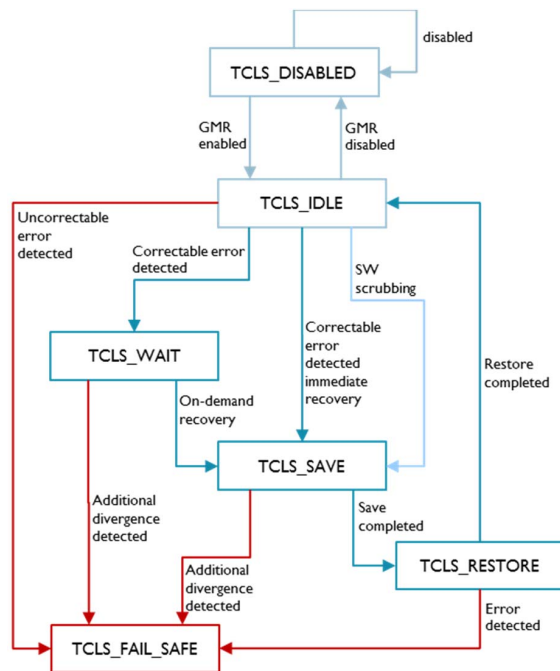 disabled
TCLS_DISABLED
GMR
enabled
GMR
disabled
TCLS_IDLE
Uncorrectable
error
detected
Correctable error
detected
SW
scrubbing
Correctable
error
detected
immediate
recovery
Restore
completed
TCLS_WAIT
On-demand
recovery
TCLS_SAVE
Additional
divergence
detected
Save
completed
Additional
divergence
detected
TCLS_RESTORE
Error
detected
TCLS_FAIL_SAFE